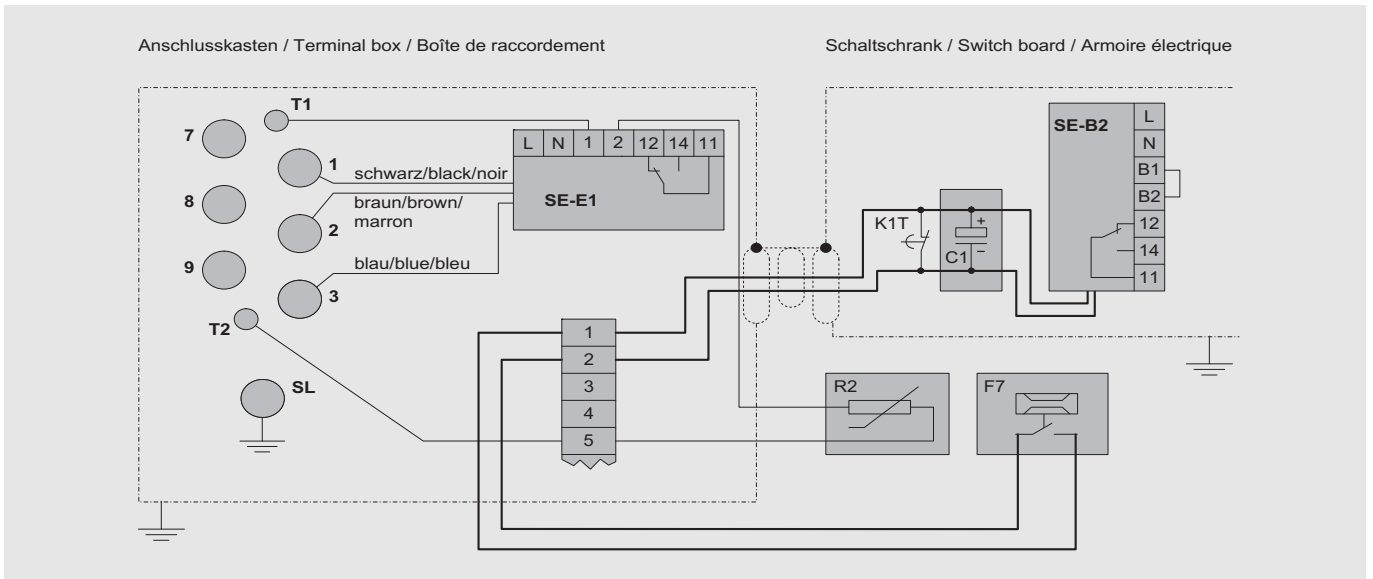 Anschlusskasten / Terminal box / Boîte de raccordement
Schaltschrank / Switch board / Armoire électrique
T1
7
1
8
2
9
3
T2
SL
schwarz/black/noir
braun/brown/
marron
blau/blue/bleu
L N 1 2 12 14 11
SE-E1
K1T
+
−
C1
SE-B2
L
N
B1
B2
12
14
11
1
2
3
4
5
R2
F7